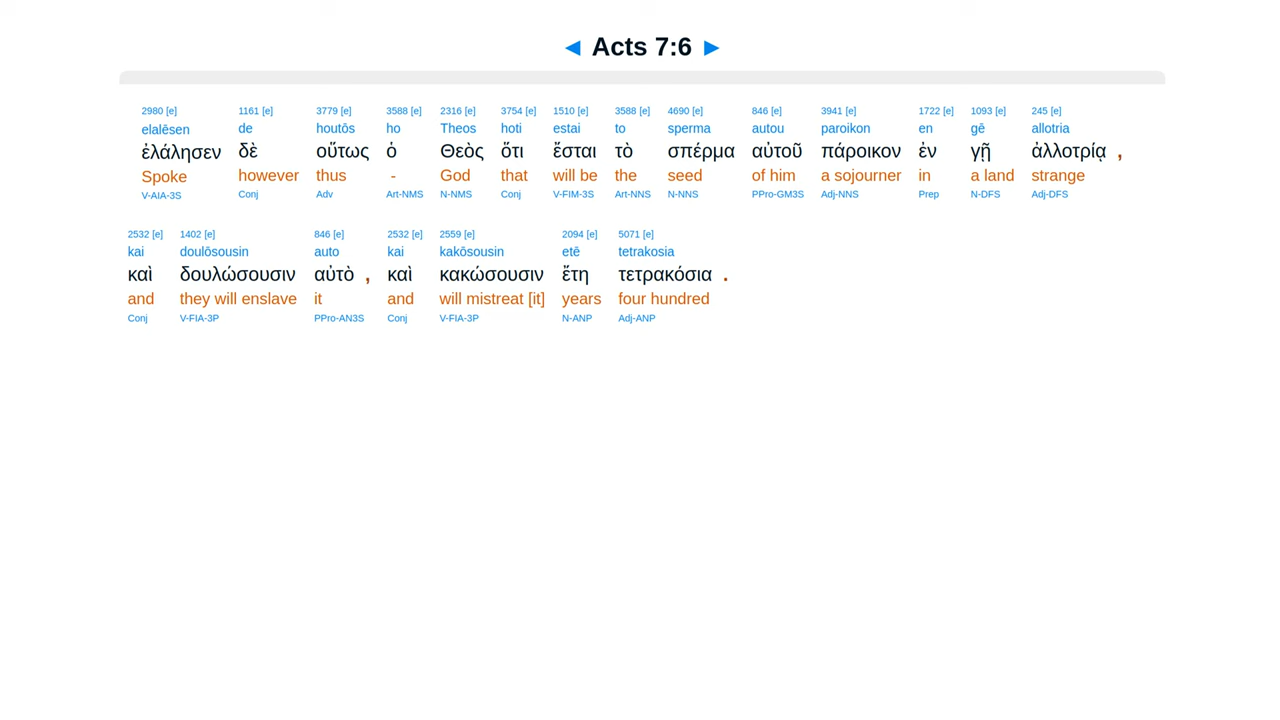 ◄ Acts 7:6 ►
2980 [e] 1161 [e] 3779 [e] 3588 [e] 2316 [e] 3754 [e] 1510 [e] 3588 [e] 4690 [e] 846 [e] 3941 [e] 1722 [e] 1093 [e] 245 [e]
elalēsen de houtōs ho Theos hoti estai to sperma autou paroikon en gē allotria
ἐλάλησεν δὲ οὕτως ὁ Θεὸς ὅτι ἔσται τὸ σπέρμα αὐτοῦ πάροικον ἐν γῇ ἀλλοτρίᾳ ,
Spoke however thus - God that will be the seed of him a sojourner in a land strange
V-AIA-3S Conj Adv Art-NMS N-NMS Conj V-FIM-3S Art-NNS N-NNS PPro-GM3S Adj-NNS Prep N-DFS Adj-DFS
2532 [e] 1402 [e] 846 [e] 2532 [e] 2559 [e] 2094 [e] 5071 [e]
kai doulōsousin auto kai kakōsousin etē tetrakosia
καὶ δουλώσουσιν αὐτὸ , καὶ κακώσουσιν ἔτη τετρακόσια .
and they will enslave it and will mistreat [it] years four hundred
Conj V-FIA-3P PPro-AN3S Conj V-FIA-3P N-ANP Adj-ANP